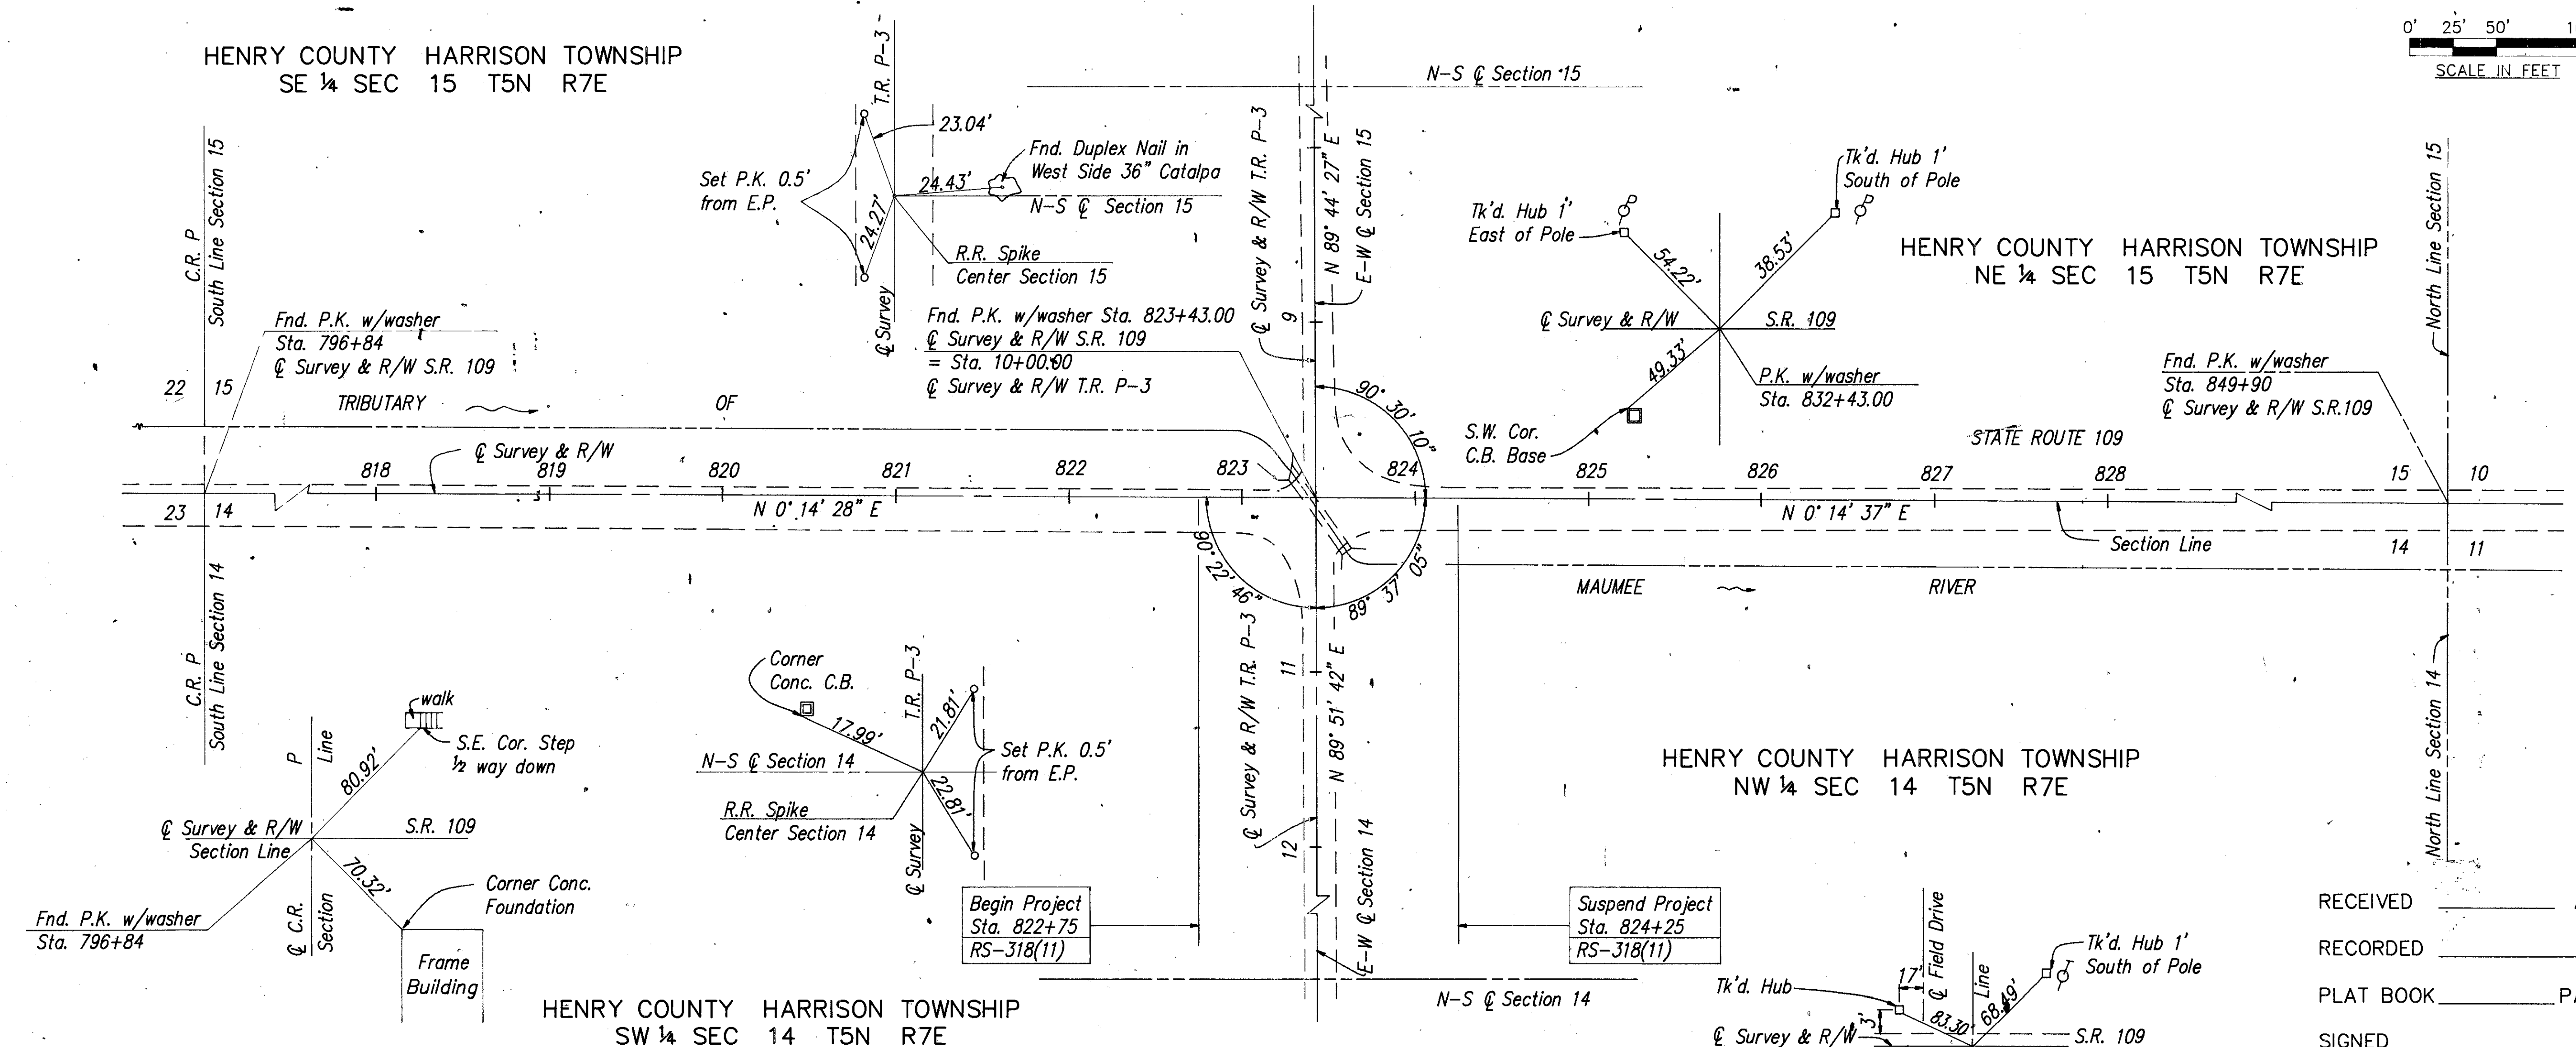 HENRY COUNTY HARRISON TOWNSHIP
SE ¼ SEC 15 T5N R7E
0' 25' 50' 1
SCALE IN FEET
N-S ℄ Section 15
T.R. P-3
23.04'
Fnd. Duplex Nail in
West Side 36" Catalpa
24.43'
N-S ℄ Section 15
Set P.K. 0.5'
from E.P.
24.27'
R.R. Spike
Center Section 15
℄ Survey
C.R. P
South Line Section 15
Fnd. P.K. w/washer
Sta. 796+84
℄ Survey & R/W S.R. 109
22 15
TRIBUTARY
OF
Fnd. P.K. w/washer Sta. 823+43.00
℄ Survey & R/W S.R. 109
= Sta. 10+00.00
℄ Survey & R/W T.R. P-3
℄ Survey & R/W T.R. P-3
N 89° 44' 27" E
E-W ℄ Section 15
9
90° 30' 10"
Tk'd. Hub 1'
East of Pole
Tk'd. Hub 1'
South of Pole
54.22'
38.53'
℄ Survey & R/W
S.R. 109
49.33'
P.K. w/washer
Sta. 832+43.00
S.W. Cor.
C.B. Base
HENRY COUNTY HARRISON TOWNSHIP
NE ¼ SEC 15 T5N R7E
North Line Section 15
Fnd. P.K. w/washer
Sta. 849+90
℄ Survey & R/W S.R.109
STATE ROUTE 109
℄ Survey & R/W
818 819 820 821 822 823 824 825 826 827 828
15 10
23 14
N 0° 14' 28" E
N 0° 14' 37" E
Section Line
14 11
90° 22' 46"
89° 37' 05"
MAUMEE
RIVER
C.R. P
South Line Section 14
North Line Section 14
walk
S.E. Cor. Step
½ way down
P
Line
80.92'
℄ Survey & R/W
Section Line
S.R. 109
70.32'
Corner Conc.
Foundation
Fnd. P.K. w/washer
Sta. 796+84
℄ C.R.
Section
Frame
Building
Corner
Conc. C.B.
T.R. P-3
17.99'
21.81'
N-S ℄ Section 14
Set P.K. 0.5'
from E.P.
22.81'
R.R. Spike
Center Section 14
℄ Survey
11
℄ Survey & R/W T.R. P-3
N 89° 51' 42" E
12
E-W ℄ Section 14
Begin Project
Sta. 822+75
RS-318(11)
Suspend Project
Sta. 824+25
RS-318(11)
N-S ℄ Section 14
HENRY COUNTY HARRISON TOWNSHIP
NW ¼ SEC 14 T5N R7E
HENRY COUNTY HARRISON TOWNSHIP
SW ¼ SEC 14 T5N R7E
Tk'd. Hub
17'
℄ Field Drive
Line
Tk'd. Hub 1'
South of Pole
3'
83.30'
68.49'
℄ Survey & R/W
S.R. 109
RECEIVED
RECORDED
PLAT BOOK
SIGNED